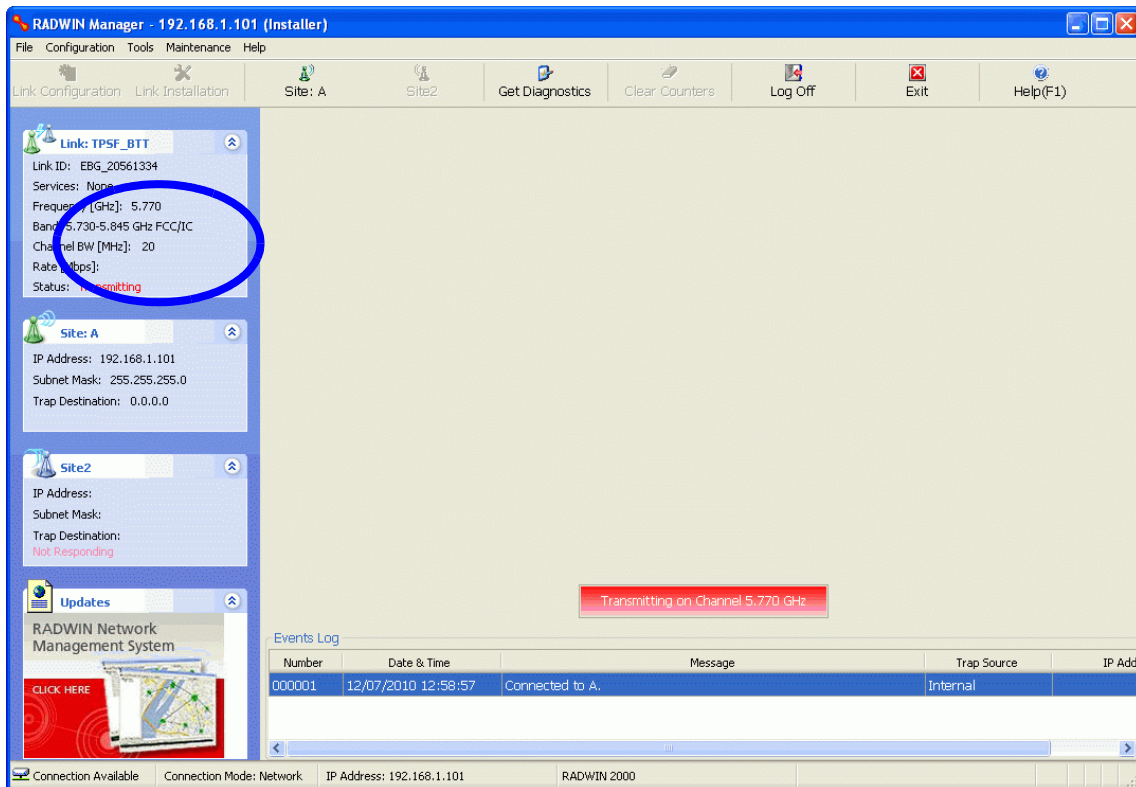 RADWIN Manager - 192.168.1.101 (Installer)
File Configuration Tools Maintenance Help
Link Configuration Link Installation Site: A Site2 Get Diagnostics Clear Counters Log Off Exit Help(F1)
Link: TPSF_BTT
Link ID: EBG_20561334
Services: None
Frequency [GHz]: 5.770
Band: 5.730-5.845 GHz FCC/IC
Channel BW [MHz]: 20
Rate [Mbps]:
Status: Transmitting
Site: A
IP Address: 192.168.1.101
Subnet Mask: 255.255.255.0
Trap Destination: 0.0.0.0
Site2
IP Address:
Subnet Mask:
Trap Destination:
Not Responding
Updates
RADWIN Network
Management System
CLICK HERE
Transmitting on Channel 5.770 GHz
Events Log
Number Date & Time Message Trap Source IP Add
000001 12/07/2010 12:58:57 Connected to A. Internal
Connection Available Connection Mode: Network IP Address: 192.168.1.101 RADWIN 2000